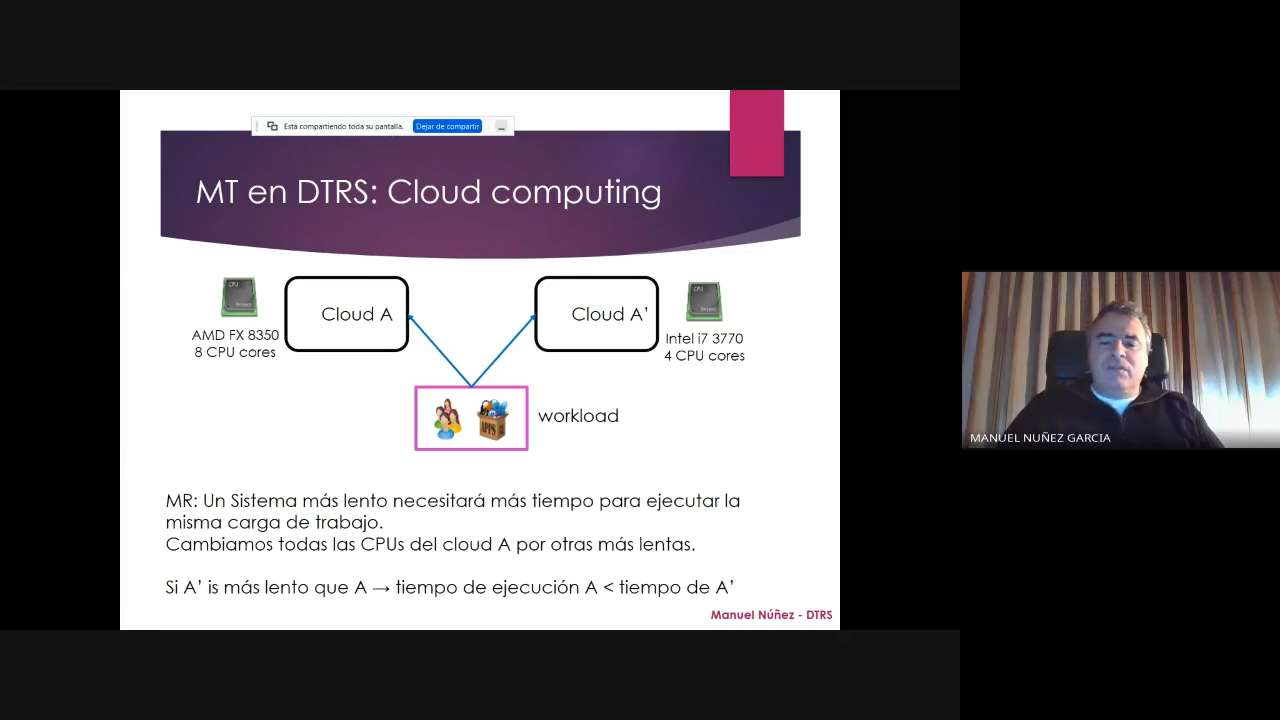 Está compartiendo toda su pantalla. Dejar de compartir
MT en DTRS: Cloud computing
CPU
Cloud A
Cloud A’
CPU
AMD FX 8350
8 CPU cores
Intel i7 3770
4 CPU cores
APPS
workload
MANUEL NUÑEZ GARCIA
MR: Un Sistema más lento necesitará más tiempo para ejecutar la
misma carga de trabajo.
Cambiamos todas las CPUs del cloud A por otras más lentas.
Si A’ is más lento que A → tiempo de ejecución A < tiempo de A’
Manuel Núñez - DTRS